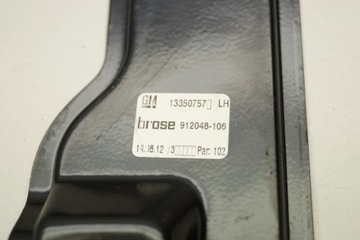 GM 13350757▯ LH
brose 912048-106
14.08.12 /3▯▯▯▯▯ Par. 103